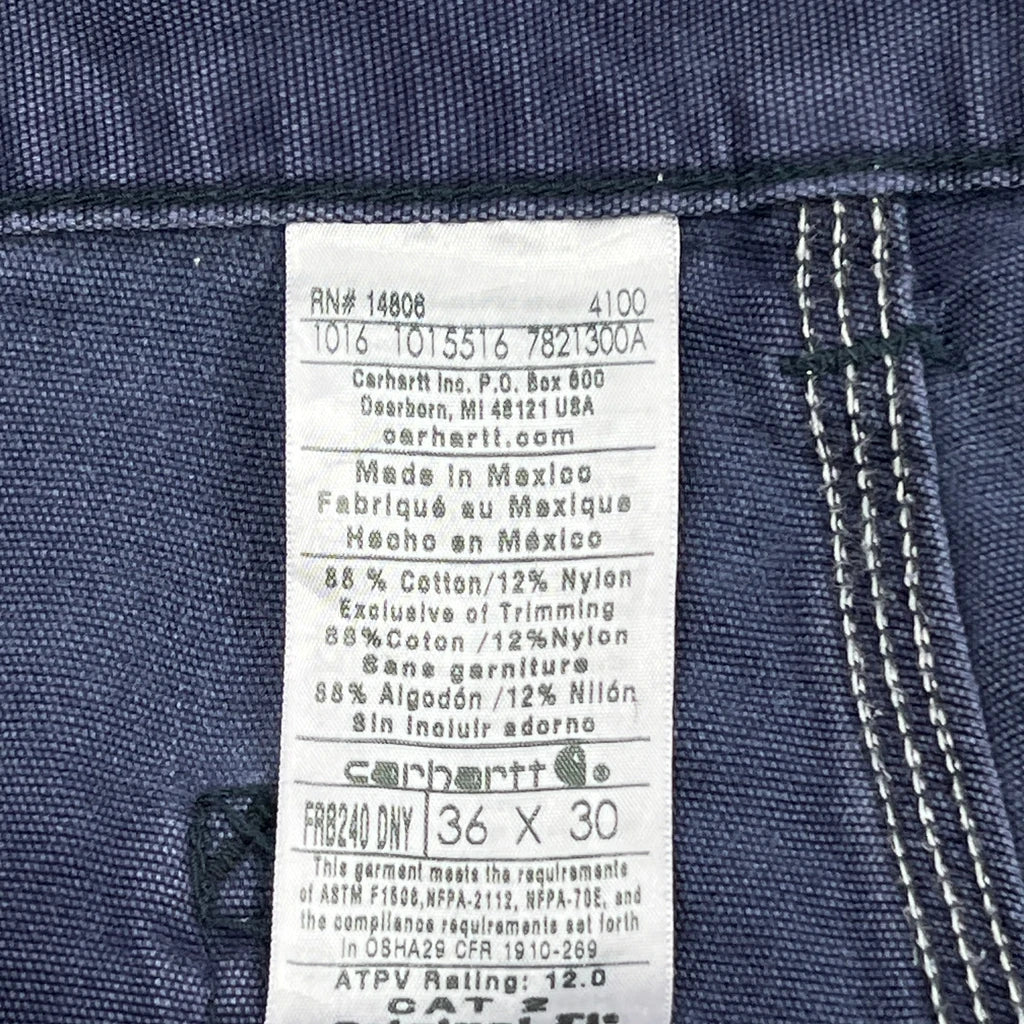 RN# 14806 4100
1016 1015516 7821300A
Carhartt Inc. P.O. Box 600
Dearborn, MI 48121 USA
carhartt.com
Made In Mexico
Fabriqué au Mexique
Hecho en México
88 % Cotton/12% Nylon
Exclusive of Trimming
88%Coton /12%Nylon
Sans garniture
88% Algodón /12% Nilón
Sin Incluir adorno
carhartt ®
FRB240 DNY 36 X 30
This garment meets the requirements
of ASTM F1506,NFPA-2112, NFPA-70E, and
the compliance requirements set forth
in OSHA29 CFR 1910-269
ATPV Rating: 12.0
CAT 2
Original Fit